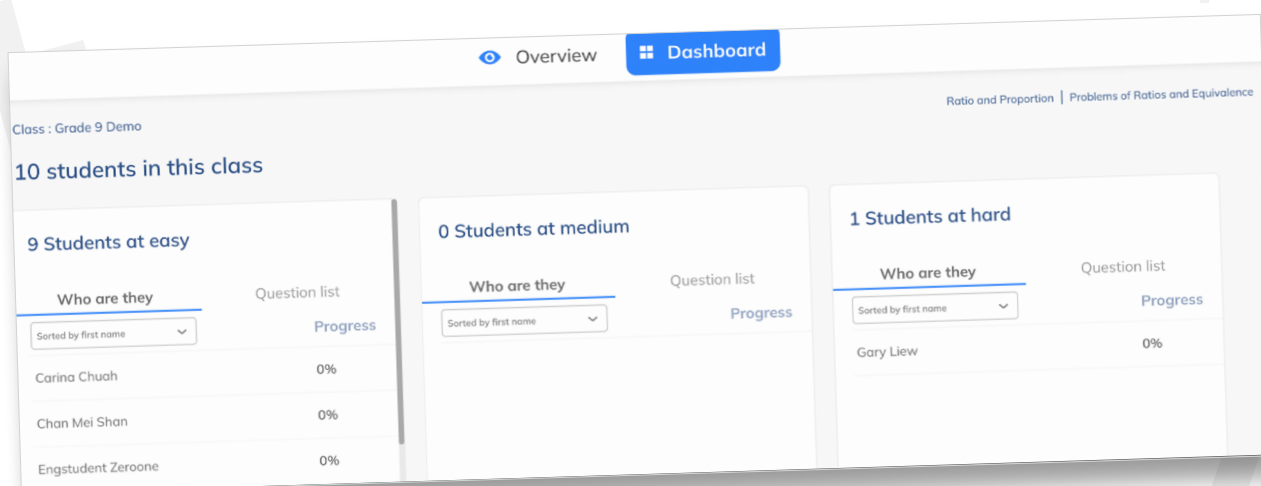 Overview
Dashboard
Ratio and Proportion | Problems of Ratios and Equivalence
Class : Grade 9 Demo
10 students in this class
9 Students at easy
Who are they
Question list
Sorted by first name
Progress
Carina Chuah
0%
Chan Mei Shan
0%
Engstudent Zeroone
0%
0 Students at medium
Who are they
Question list
Sorted by first name
Progress
1 Students at hard
Who are they
Question list
Sorted by first name
Progress
Gary Liew
0%